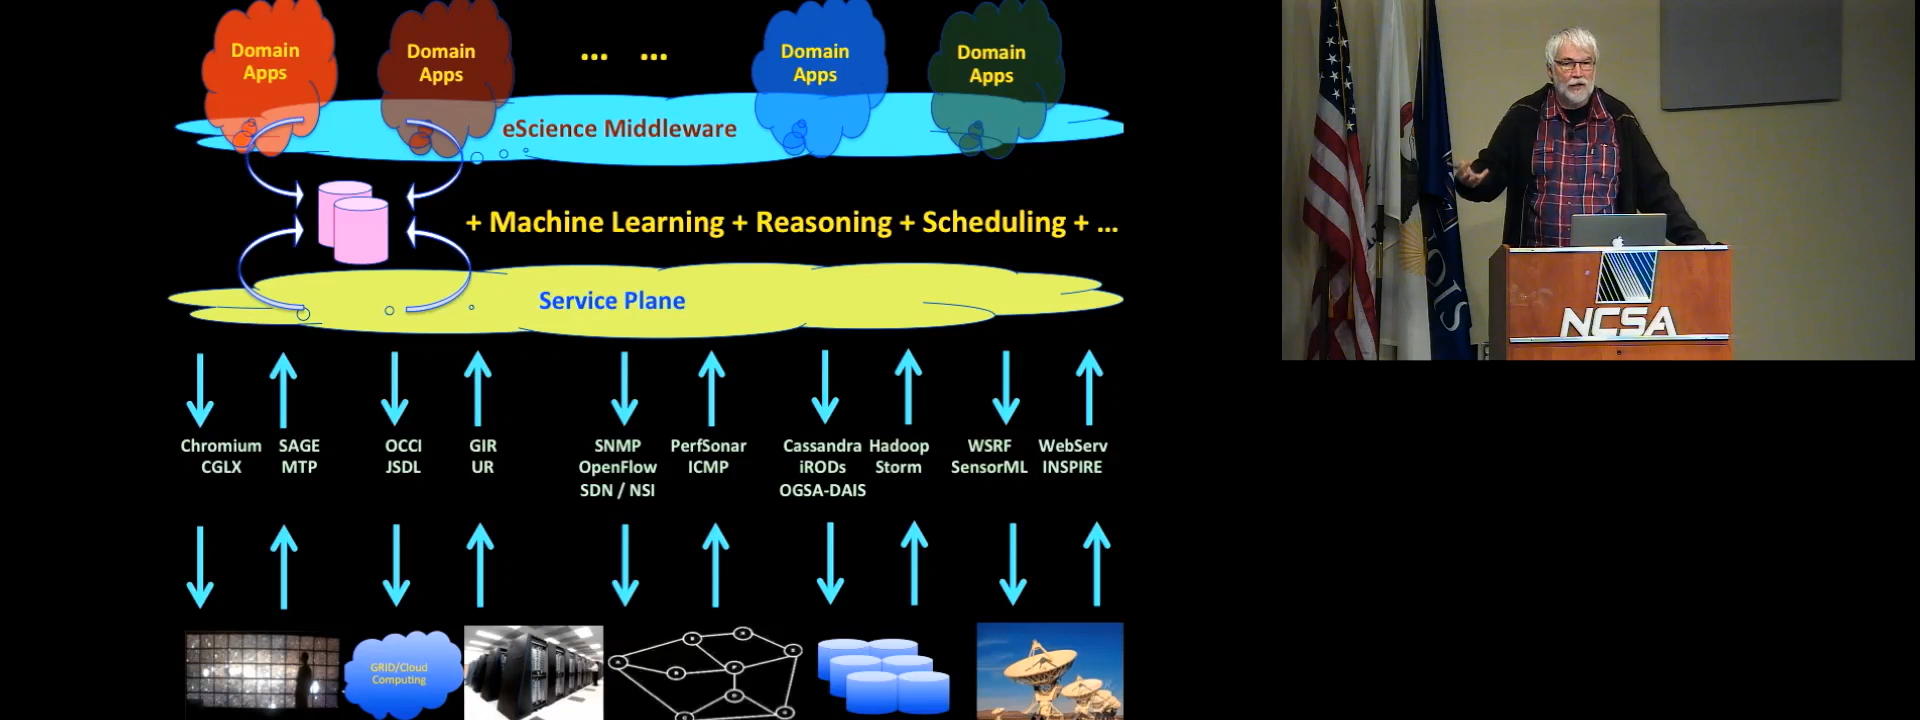 Domain
Apps
Domain
Apps
... ...
Domain
Apps
Domain
Apps
eScience Middleware
+ Machine Learning + Reasoning + Scheduling + ...
Service Plane
Chromium
CGLX
SAGE
MTP
OCCI
JSDL
GIR
UR
SNMP
OpenFlow
SDN / NSI
PerfSonar
ICMP
Cassandra
iRODs
OGSA-DAIS
Hadoop
Storm
WSRF
SensorML
WebServ
INSPIRE
GRID/Cloud
Computing
NCSA